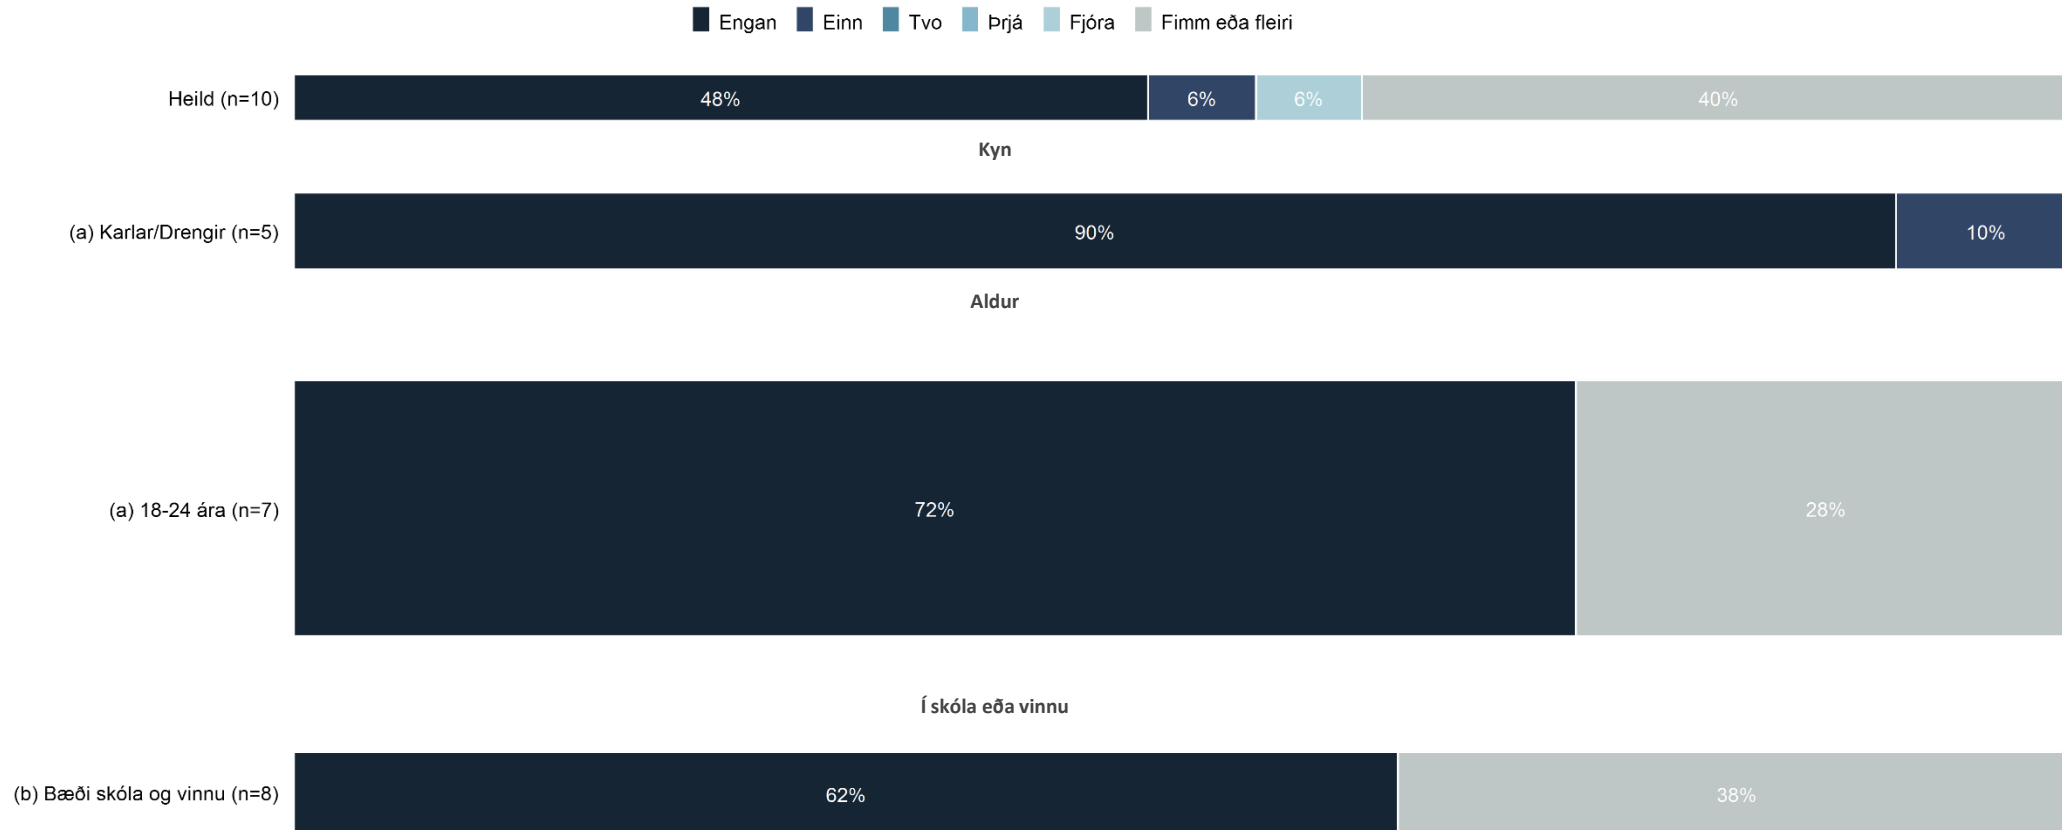 Engan Einn Tvo Þrjá Fjóra Fimm eða fleiri
Heild (n=10) 48% 6% 6% 40%
Kyn
(a) Karlar/Drengir (n=5) 90% 10%
Aldur
(a) 18-24 ára (n=7) 72% 28%
Í skóla eða vinnu
(b) Bæði skóla og vinnu (n=8) 62% 38%